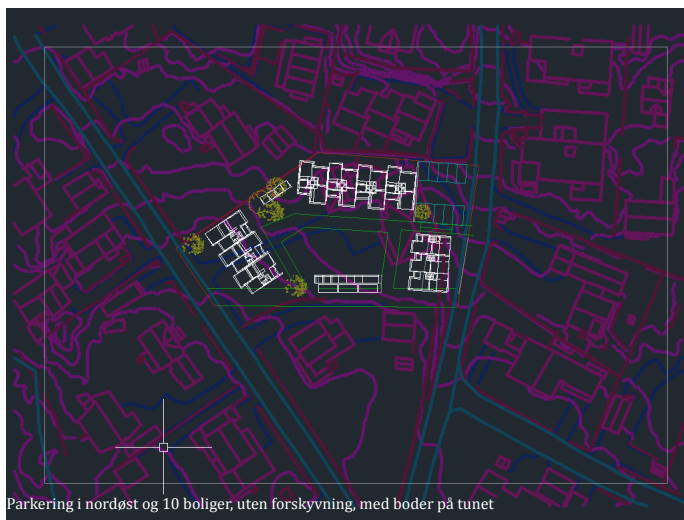 Parkering i nordøst og 10 boliger, uten forskyvning, med boder på tunet